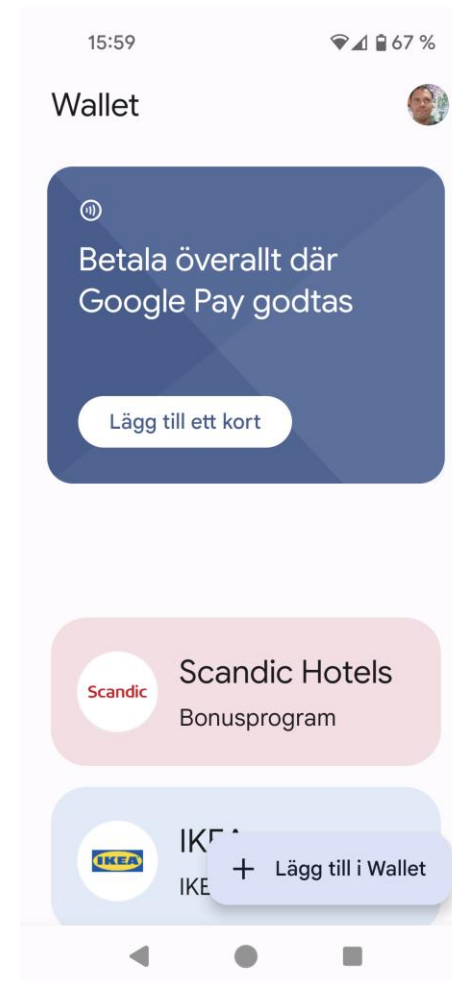 15:59
67 %
Wallet
Betala överallt där
Google Pay godtas
Lägg till ett kort
Scandic
Scandic Hotels
Bonusprogram
IKEA
+ Lägg till i Wallet